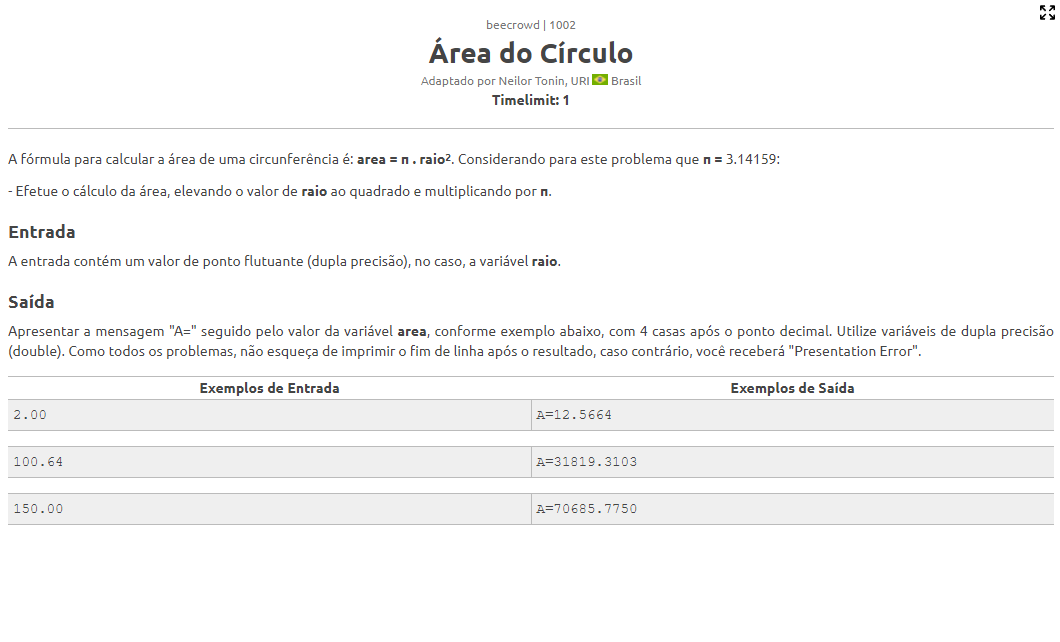 beecrowd | 1002
Área do Círculo
Adaptado por Neilor Tonin, URI Brasil
Timelimit: 1
A fórmula para calcular a área de uma circunferência é: area = n . raio². Considerando para este problema que n = 3.14159:
- Efetue o cálculo da área, elevando o valor de raio ao quadrado e multiplicando por n.
Entrada
A entrada contém um valor de ponto flutuante (dupla precisão), no caso, a variável raio.
Saída
Apresentar a mensagem "A=" seguido pelo valor da variável area, conforme exemplo abaixo, com 4 casas após o ponto decimal. Utilize variáveis de dupla precisão
(double). Como todos os problemas, não esqueça de imprimir o fim de linha após o resultado, caso contrário, você receberá "Presentation Error".
Exemplos de Entrada Exemplos de Saída
2.00 A=12.5664
100.64 A=31819.3103
150.00 A=70685.7750